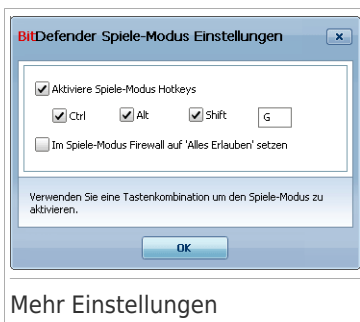 BitDefender Spiele-Modus Einstellungen
Aktiviere Spiele-Modus Hotkeys
Ctrl Alt Shift G
Im Spiele-Modus Firewall auf 'Alles Erlauben' setzen
Verwenden Sie eine Tastenkombination um den Spiele-Modus zu
aktivieren.
OK
Mehr Einstellungen